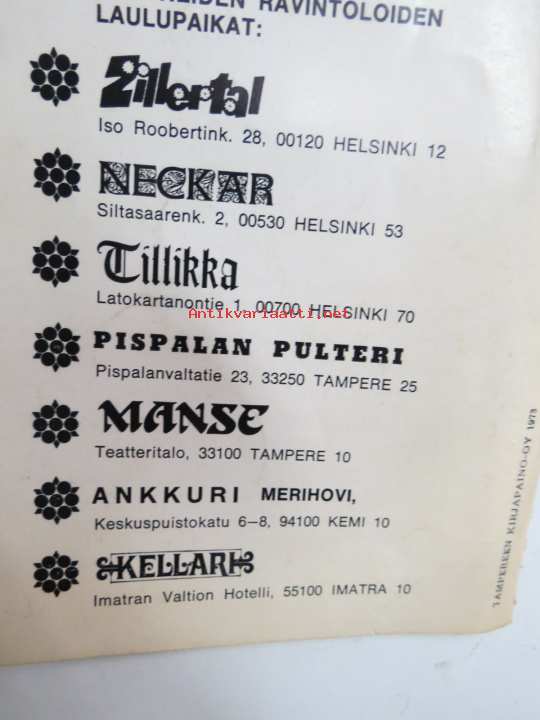 RAVINTOLOIDEN
LAULUPAIKAT:
Zillertal
Iso Roobertink. 28, 00120 HELSINKI 12
NECKAR
Siltasaarenk. 2, 00530 HELSINKI 53
Tillikka
Latokartanontie 1, 00700 HELSINKI 70
Antikvariaatti.net
PISPALAN PULTERI
Pispalanvaltatie 23, 33250 TAMPERE 25
MANSE
Teatteritalo, 33100 TAMPERE 10
ANKKURI MERIHOVI,
Keskuspuistokatu 6–8, 94100 KEMI 10
KELLARI
Imatran Valtion Hotelli, 55100 IMATRA 10
TAMPEREEN KIRJAPAINO-OY 1973